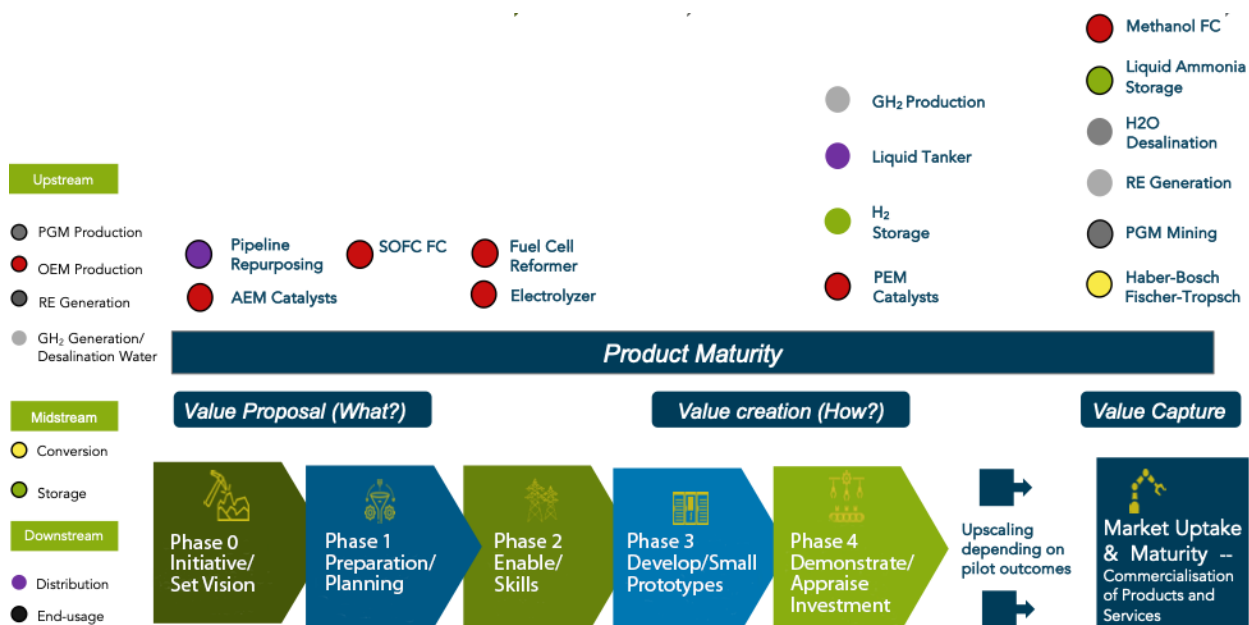 Methanol FC
Liquid Ammonia
Storage
GH₂ Production
H2O
Desalination
Liquid Tanker
Upstream
RE Generation
H₂
Storage
PGM Production
PGM Mining
Pipeline
Repurposing
SOFC FC
Fuel Cell
Reformer
OEM Production
PEM
Catalysts
Haber-Bosch
Fischer-Tropsch
AEM Catalysts
Electrolyzer
RE Generation
GH₂ Generation/
Desalination Water
Product Maturity
Midstream
Value Proposal (What?)
Value creation (How?)
Value Capture
Conversion
Storage
Downstream
Distribution
End-usage
Phase 0
Initiative/
Set Vision
Phase 1
Preparation/
Planning
Phase 2
Enable/
Skills
Phase 3
Develop/Small
Prototypes
Phase 4
Demonstrate/
Appraise
Investment
Upscaling
depending on
pilot outcomes
Market Uptake
& Maturity --
Commercialisation
of Products and
Services